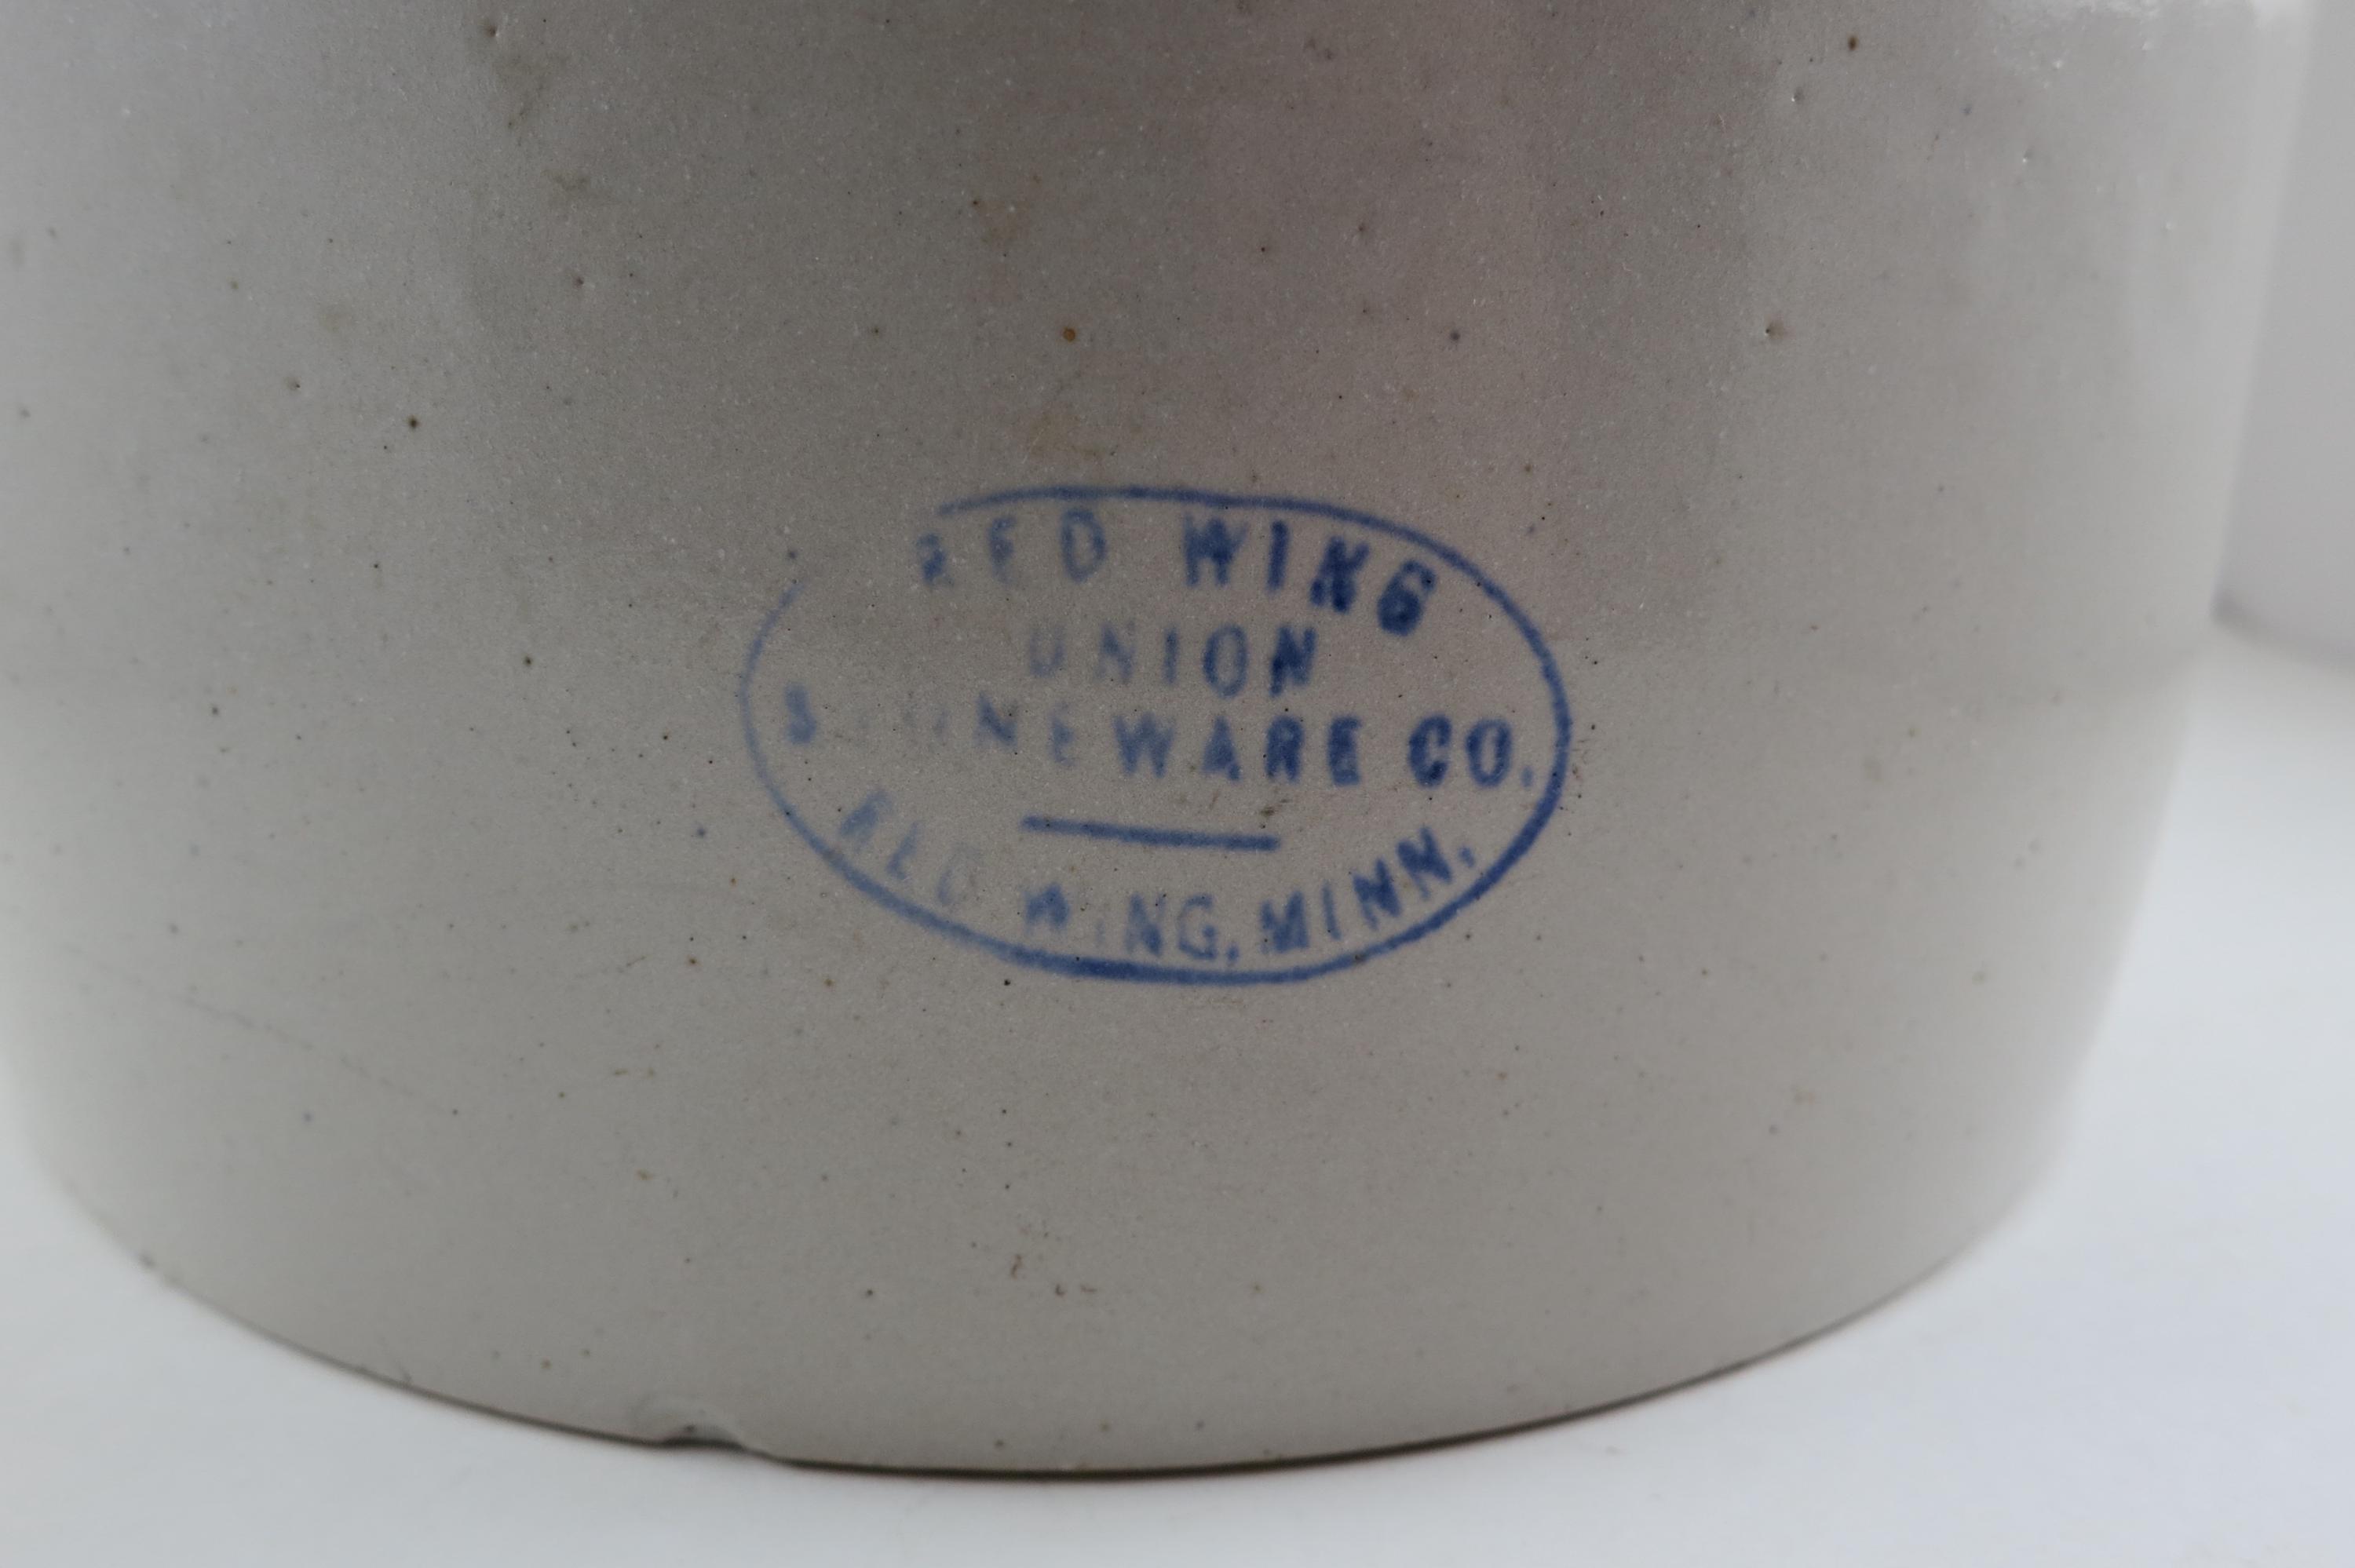 RED WING
UNION
STONEWARE CO.
RED WING, MINN.